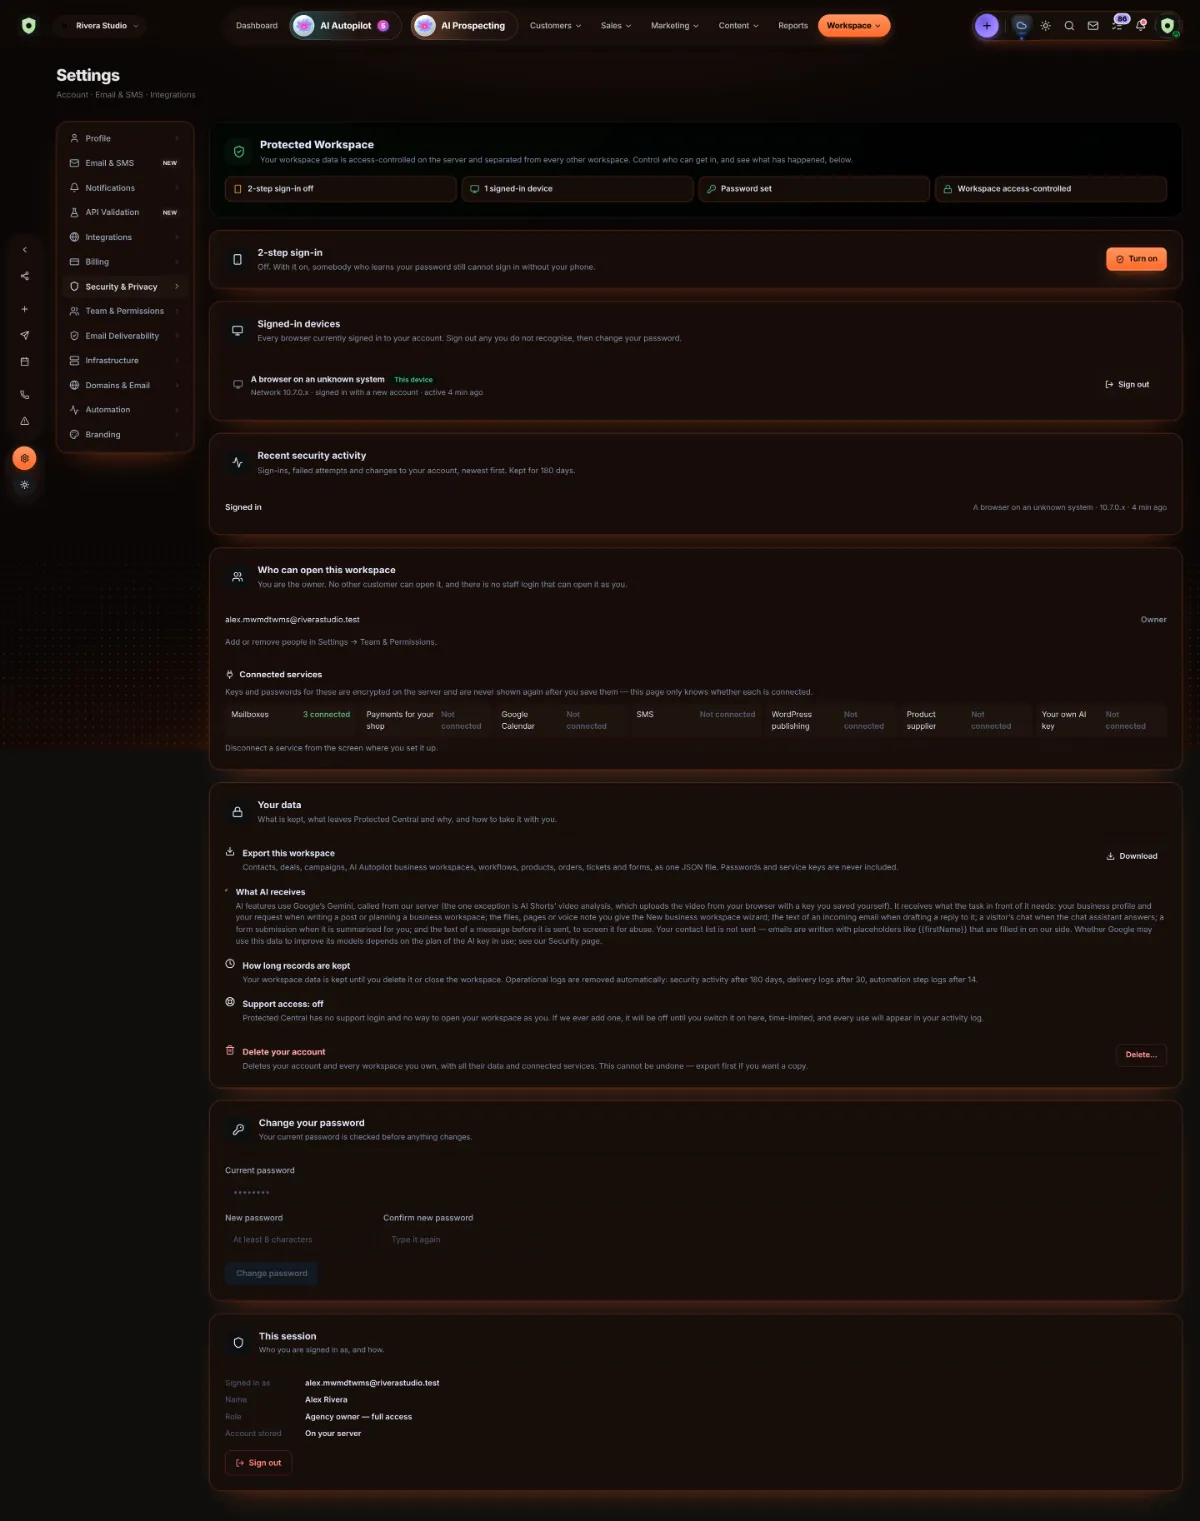 Rivera Studio
Dashboard
AI Autopilot
5
AI Prospecting
Customers
Sales
Marketing
Content
Reports
Workspace
86
Settings
Account · Email & SMS · Integrations
Profile
Email & SMS
NEW
Notifications
API Validation
NEW
Integrations
Billing
Security & Privacy
Team & Permissions
Email Deliverability
Infrastructure
Domains & Email
Automation
Branding
Protected Workspace
Your workspace data is access-controlled on the server and separated from every other workspace. Control who can get in, and see what has happened, below.
2-step sign-in off
1 signed-in device
Password set
Workspace access-controlled
2-step sign-in
Off. With it on, somebody who learns your password still cannot sign in without your phone.
Turn on
Signed-in devices
Every browser currently signed in to your account. Sign out any you do not recognise, then change your password.
A browser on an unknown system
This device
Network 10.7.0.x · signed in with a new account · active 4 min ago
Sign out
Recent security activity
Sign-ins, failed attempts and changes to your account, newest first. Kept for 180 days.
Signed in
A browser on an unknown system · 10.7.0.x · 4 min ago
Who can open this workspace
You are the owner. No other customer can open it, and there is no staff login that can open it as you.
alex.mwmdtwms@riverastudio.test
Owner
Add or remove people in Settings → Team & Permissions.
Connected services
Keys and passwords for these are encrypted on the server and are never shown again after you save them — this page only knows whether each is connected.
Mailboxes
3 connected
Payments for your
shop
Not
connected
Google
Calendar
Not
connected
SMS
Not connected
WordPress
publishing
Not
connected
Product
supplier
Not
connected
Your own AI
key
Not
connected
Disconnect a service from the screen where you set it up.
Your data
What is kept, what leaves Protected Central and why, and how to take it with you.
Export this workspace
Contacts, deals, campaigns, AI Autopilot business workspaces, workflows, products, orders, tickets and forms, as one JSON file. Passwords and service keys are never included.
Download
What AI receives
AI features use Google's Gemini, called from our server (the one exception is AI Shorts' video analysis, which uploads the video from your browser with a key you saved yourself). It receives what the task in front of it needs: your business profile and
your request when writing a post or planning a business workspace; the files, pages or voice note you give the New business workspace wizard; the text of an incoming email when drafting a reply to it; a visitor's chat when the chat assistant answers; a
form submission when it is summarised for you; and the text of a message before it is sent, to screen it for abuse. Your contact list is not sent — emails are written with placeholders like {{firstName}} that are filled in on our side. Whether Google may
use this data to improve its models depends on the plan of the AI key in use; see our Security page.
How long records are kept
Your workspace data is kept until you delete it or close the workspace. Operational logs are removed automatically: security activity after 180 days, delivery logs after 30, automation step logs after 14.
Support access: off
Protected Central has no support login and no way to open your workspace as you. If we ever add one, it will be off until you switch it on here, time-limited, and every use will appear in your activity log.
Delete your account
Deletes your account and every workspace you own, with all their data and connected services. This cannot be undone — export first if you want a copy.
Delete...
Change your password
Your current password is checked before anything changes.
Current password
••••••••
New password
Confirm new password
At least 8 characters
Type it again
Change password
This session
Who you are signed in as, and how.
Signed in as
alex.mwmdtwms@riverastudio.test
Name
Alex Rivera
Role
Agency owner — full access
Account stored
On your server
Sign out